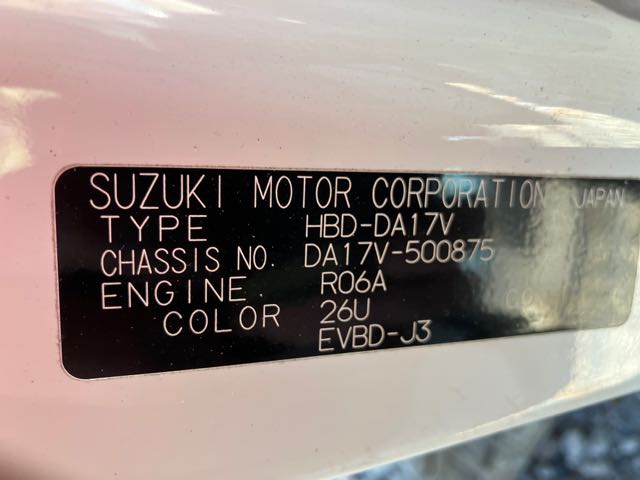 SUZUKI MOTOR CORPORATION JAPAN
TYPE HBD-DA17V
CHASSIS NO. DA17V-500875
ENGINE R06A
COLOR 26U
EVBD-J3